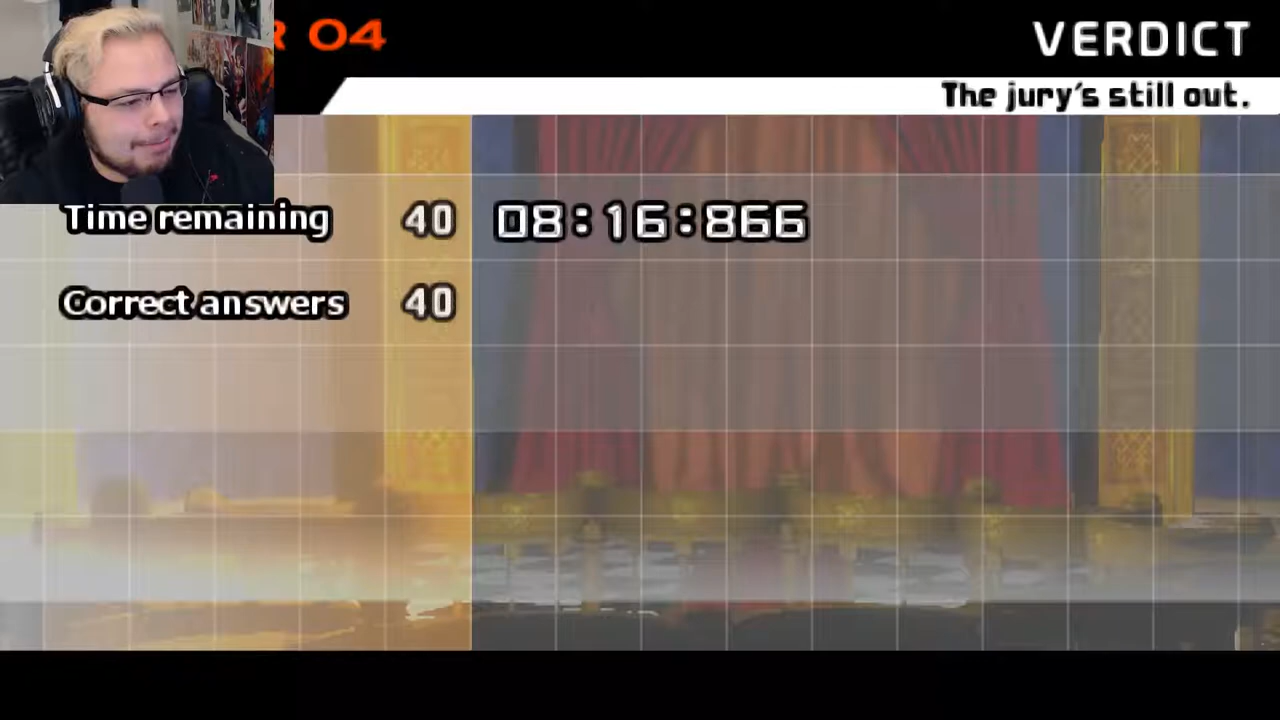 04
VERDICT
The jury's still out.
Time remaining 40 08:16:866
Correct answers 40